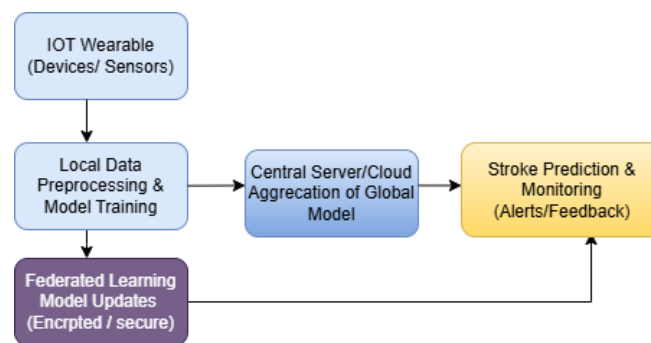 IOT Wearable
(Devices/ Sensors)
Local Data
Preprocessing &
Model Training
Central Server/Cloud
Aggrecation of Global
Model
Stroke Prediction &
Monitoring
(Alerts/Feedback)
Federated Learning
Model Updates
(Encrpted / secure)